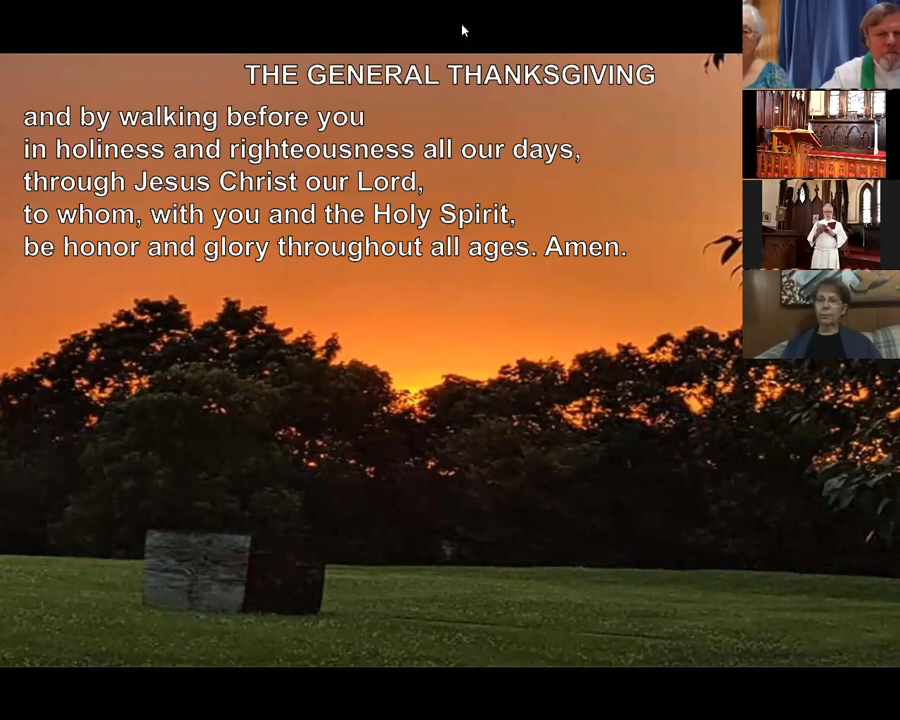 THE GENERAL THANKSGIVING
and by walking before you
in holiness and righteousness all our days,
through Jesus Christ our Lord,
to whom, with you and the Holy Spirit,
be honor and glory throughout all ages. Amen.